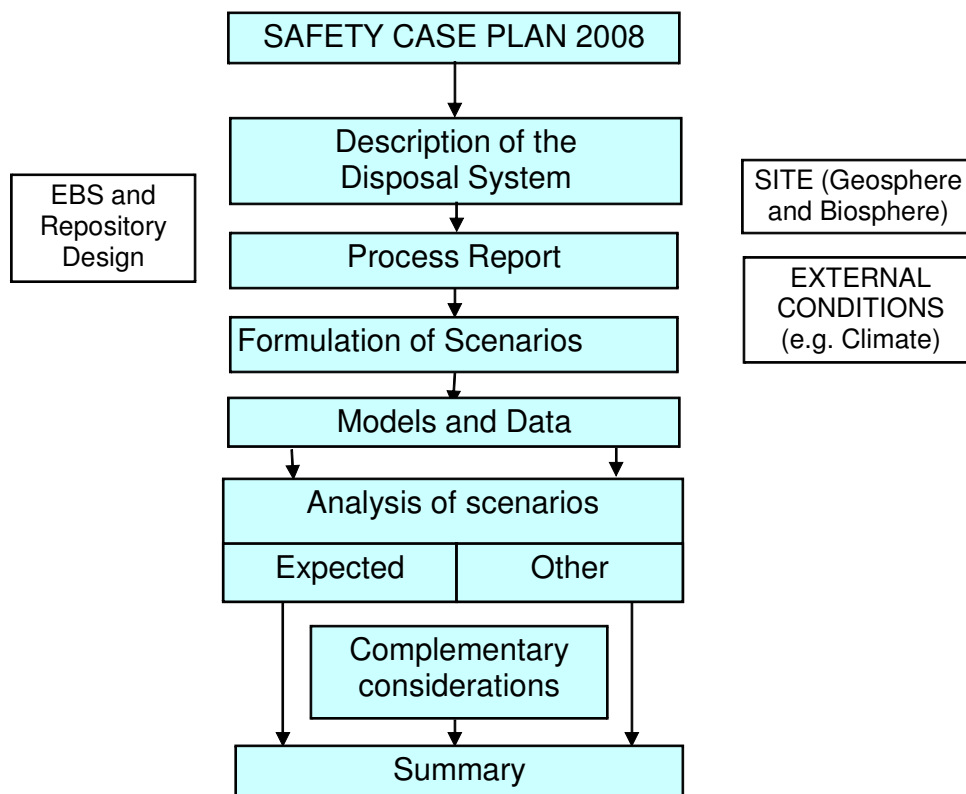 SAFETY CASE PLAN 2008
Description of the
Disposal System
EBS and
Repository
Design
SITE (Geosphere
and Biosphere)
Process Report
EXTERNAL
CONDITIONS
(e.g. Climate)
Formulation of Scenarios
Models and Data
Analysis of scenarios
Expected
Other
Complementary
considerations
Summary